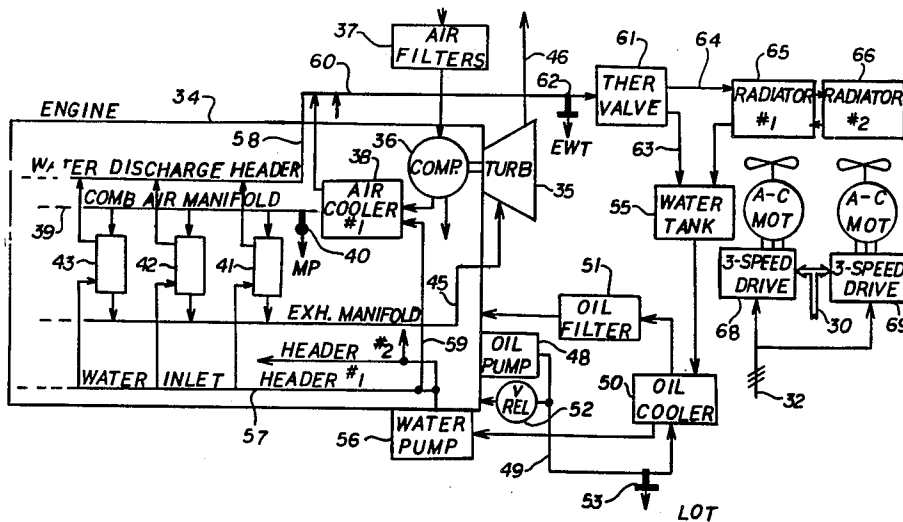 37
AIR
FILTERS
46
61
64
65
66
60
62
THER
VALVE
RADIATOR
#1
RADIATOR
#2
ENGINE
34
58
36
38
EWT
63
WATER DISCHARGE HEADER
COMP.
TURB
35
AIR
COOLER
#1
COMB AIR MANIFOLD
39
40
MP
55
WATER
TANK
A-C
MOT
A-C
MOT
43
42
41
45
51
3-SPEED
DRIVE
3-SPEED
DRIVE
68
30
69
EXH. MANIFOLD
OIL
FILTER
HEADER #2
59
OIL
PUMP
48
WATER INLET HEADER #1
50
OIL
COOLER
V
REL
52
32
57
56
WATER
PUMP
49
53
LOT